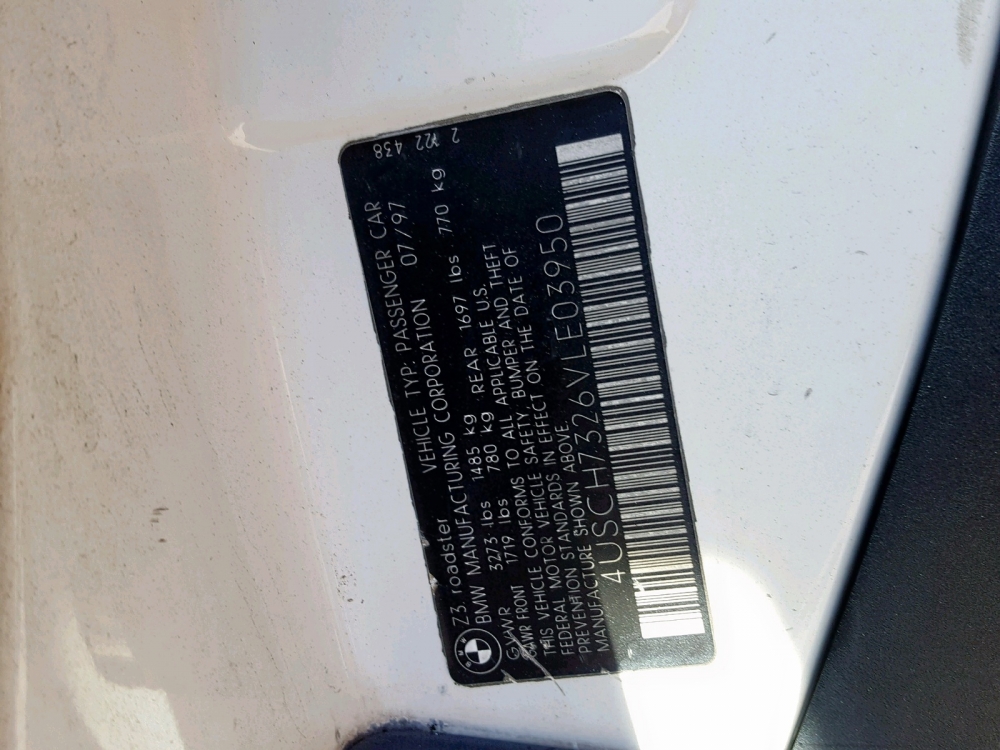 Z3, roadster VEHICLE TYP: PASSENGER CAR
BMW MANUFACTURING CORPORATION 07/97
GVWR 3273 lbs 1485 kg
GAWR FRONT 1719 lbs 780 kg REAR 1697 lbs 770 kg
THIS VEHICLE CONFORMS TO ALL APPLICABLE U.S.
FEDERAL MOTOR VEHICLE SAFETY, BUMPER AND THEFT
PREVENTION STANDARDS IN EFFECT ON THE DATE OF
MANUFACTURE SHOWN ABOVE.
4USCH7326VLE03950
438
2
BMW